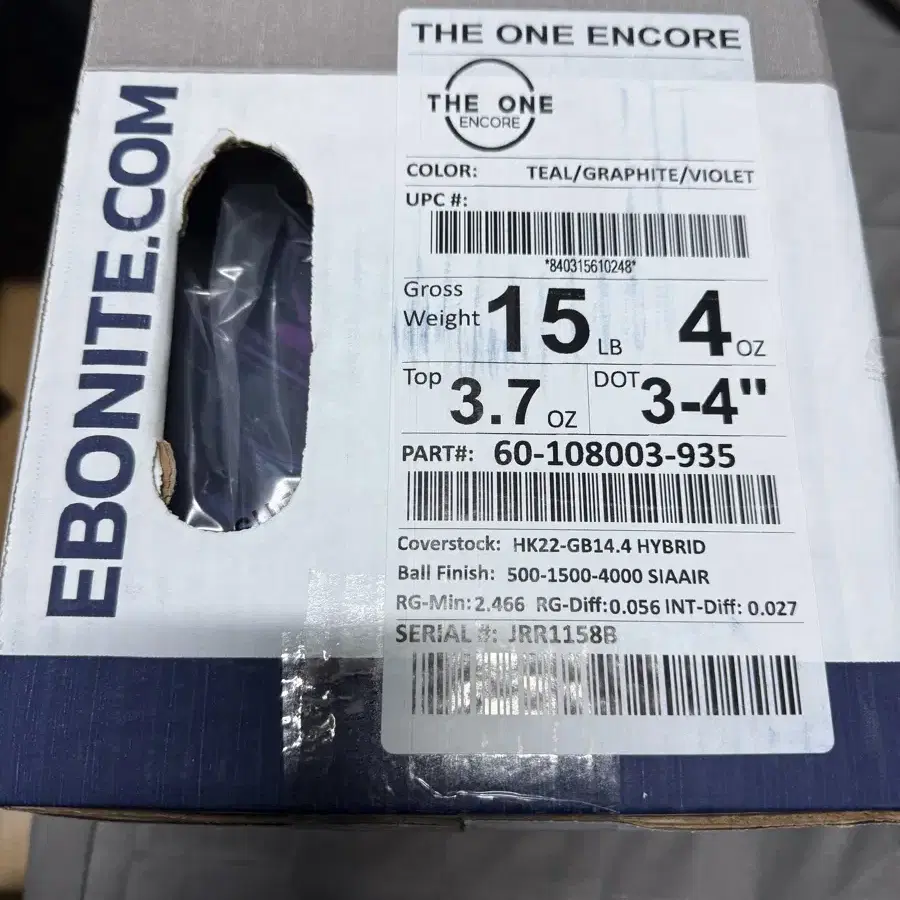 EBONITE.COM
THE ONE ENCORE
THE ONE
ENCORE
COLOR: TEAL/GRAPHITE/VIOLET
UPC #:
*840315610248*
Gross Weight 15 LB 4 OZ
Top 3.7 OZ DOT 3-4"
PART#: 60-108003-935
Coverstock: HK22-GB14.4 HYBRID
Ball Finish: 500-1500-4000 SIAAIR
RG-Min: 2.466 RG-Diff: 0.056 INT-Diff: 0.027
SERIAL #: JRR1158B